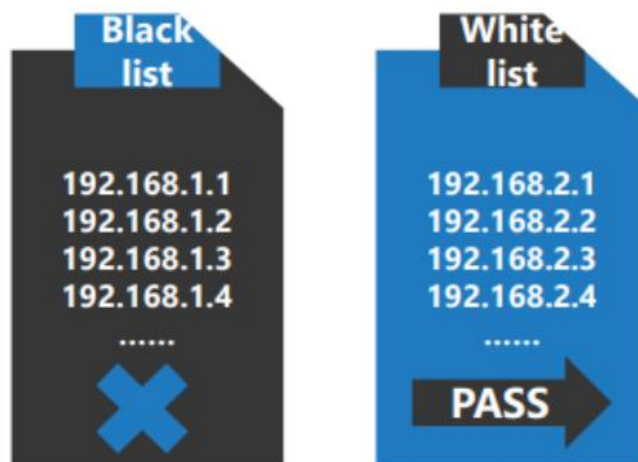 Black
list
192.168.1.1
192.168.1.2
192.168.1.3
192.168.1.4
......
White
list
192.168.2.1
192.168.2.2
192.168.2.3
192.168.2.4
......
PASS